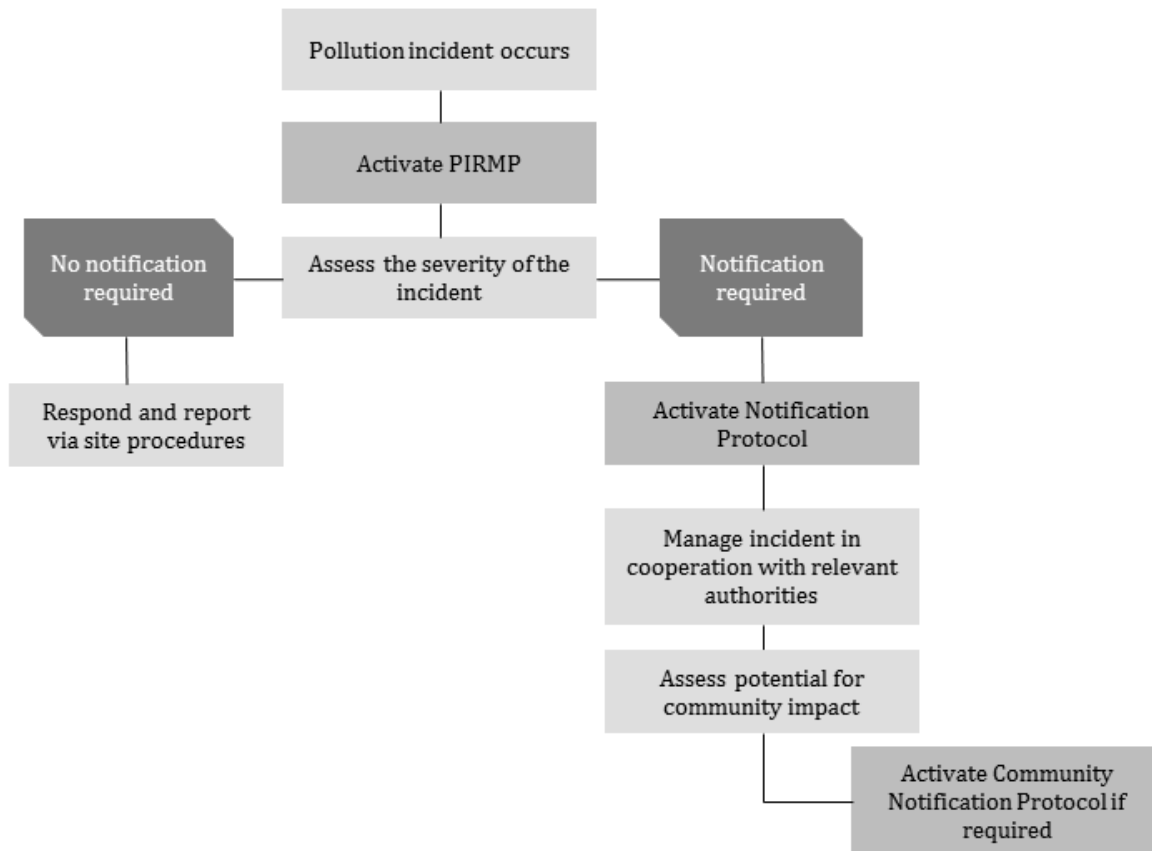 Pollution incident occurs
Activate PIRMP
No notification
required
Assess the severity of the
incident
Notification
required
Respond and report
via site procedures
Activate Notification
Protocol
Manage incident in
cooperation with relevant
authorities
Assess potential for
community impact
Activate Community
Notification Protocol if
required